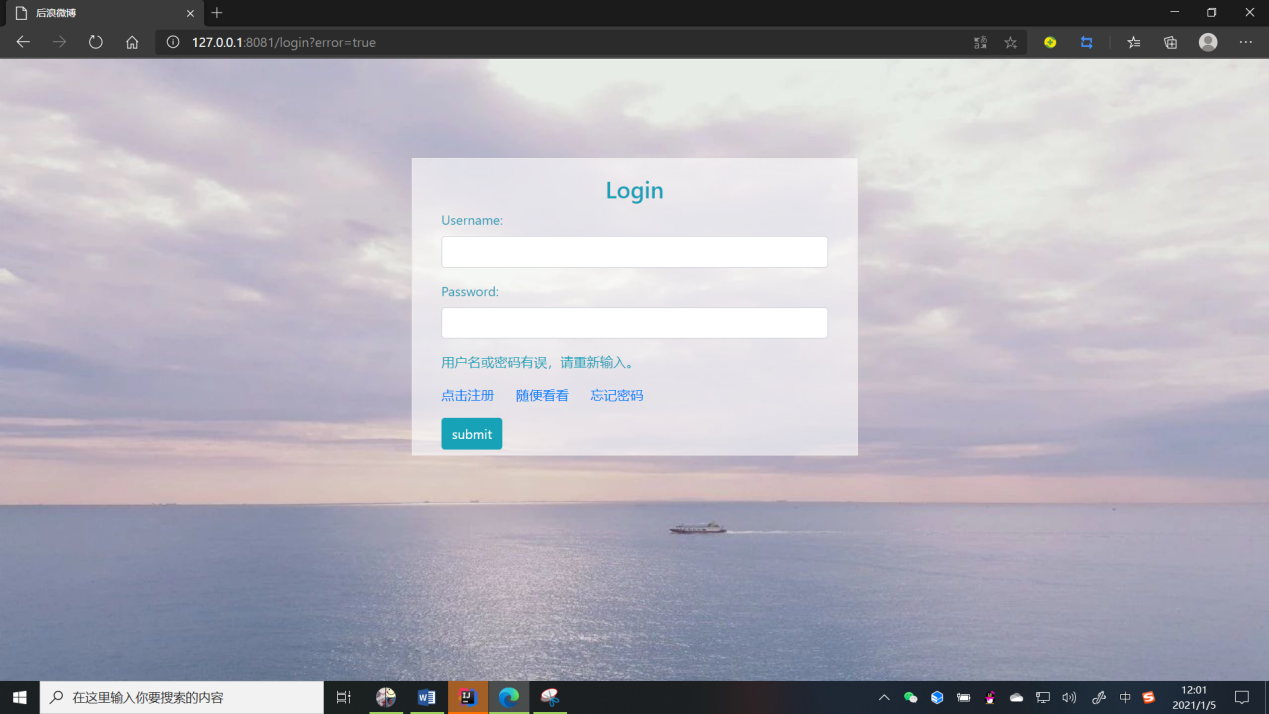 后浪微博
127.0.0.1:8081/login?error=true
Login
Username:
Password:
用户名或密码有误，请重新输入。
点击注册 随便看看 忘记密码
submit
在这里输入你要搜索的内容
中
12:01
2021/1/5